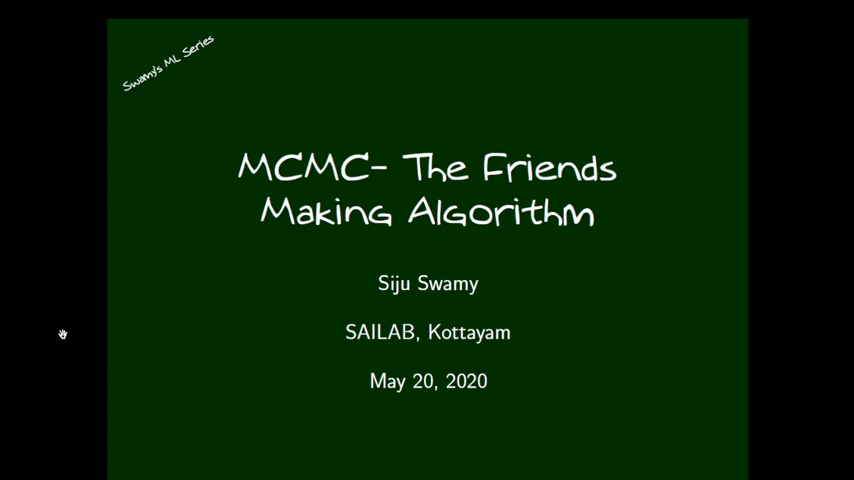 Swamy's ML Series
MCMC- The Friends
Making Algorithm
Siju Swamy
SAILAB, Kottayam
May 20, 2020